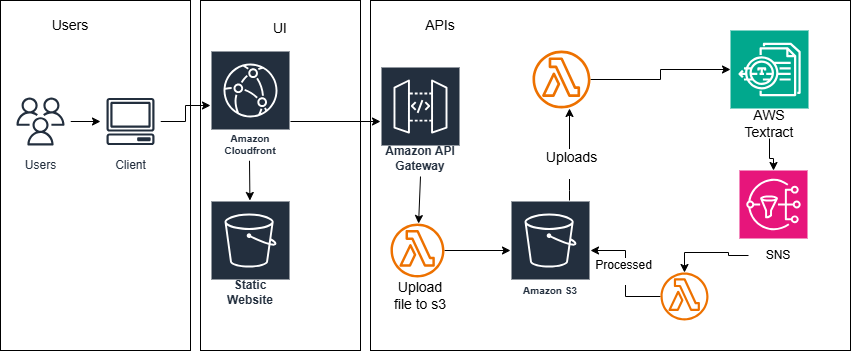 Users
UI
APIs
Users
Client
Amazon
Cloudfront
Static
Website
Amazon API
Gateway
Upload
file to s3
Uploads
Amazon S3
Processed
AWS
Textract
SNS